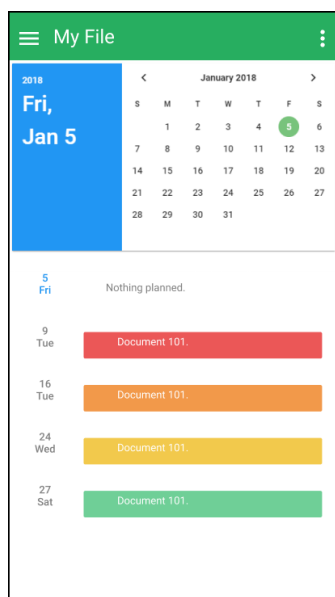 My File
2018
Fri,
Jan 5
January 2018
S M T W T F S
1 2 3 4 5 6
7 8 9 10 11 12 13
14 15 16 17 18 19 20
21 22 23 24 25 26 27
28 29 30 31
5
Fri
Nothing planned.
9
Tue
Document 101.
16
Tue
Document 101.
24
Wed
Document 101.
27
Sat
Document 101.